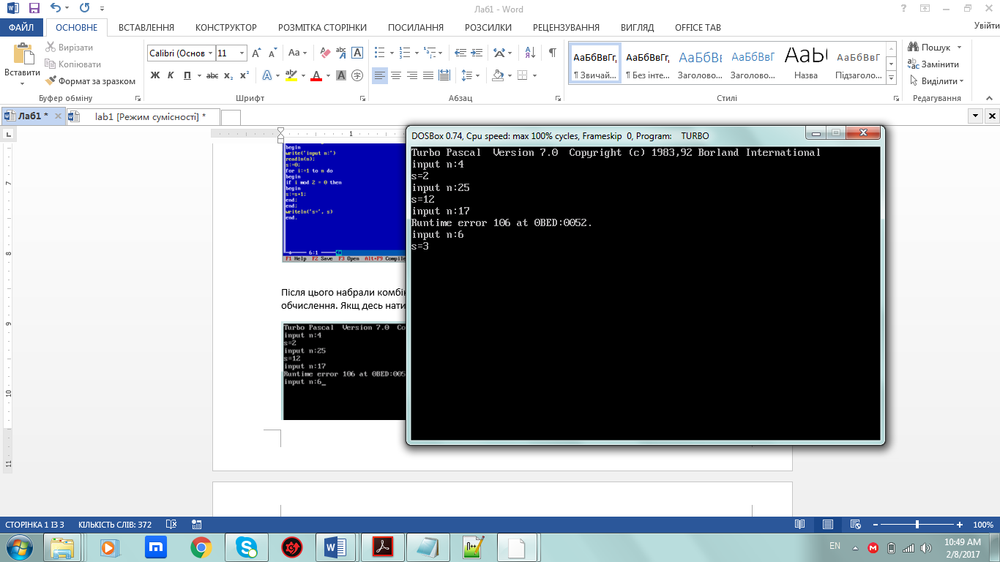 Лаб1 - Word
ФАЙЛ ОСНОВНЕ ВСТАВЛЕННЯ КОНСТРУКТОР РОЗМІТКА СТОРІНКИ ПОСИЛАННЯ РОЗСИЛКИ РЕЦЕНЗУВАННЯ ВИГЛЯД OFFICE TAB Увійти
Вставити
Вирізати
Копіювати
Формат за зразком
Буфер обміну
Calibri (Основ 11
Шрифт
Абзац
АаБбВвГг, АаБбВвГг, АаБбВв АаБбВвГ АаБ АаБбВвГ
¶ Звичай... ¶ Без інте... Заголово... Заголово... Назва Підзаголо...
Стилі
Пошук
Замінити
Виділити
Редагування
Лаб1 * lab1 [Режим сумісності] *
begin
write('input n:')
readln(n);
s:=0;
for i:=1 to n do
begin
if i mod 2 = 0 then
begin
s:=s+1;
end;
end;
writeln('s=', s)
end.
6:1
F1 Help F2 Save F3 Open Alt+F9 Compile
Після цього набрали комбін
обчислення. Якщ десь нати
Turbo Pascal Version 7.0 Co
input n:4
s=2
input n:25
s=12
input n:17
Runtime error 106 at 0BED:005
input n:6_
DOSBox 0.74, Cpu speed: max 100% cycles, Frameskip 0, Program: TURBO
Turbo Pascal Version 7.0 Copyright (c) 1983,92 Borland International
input n:4
s=2
input n:25
s=12
input n:17
Runtime error 106 at 0BED:0052.
input n:6
s=3
СТОРІНКА 1 ІЗ 3 КІЛЬКІСТЬ СЛІВ: 372 100%
EN 10:49 AM
2/8/2017